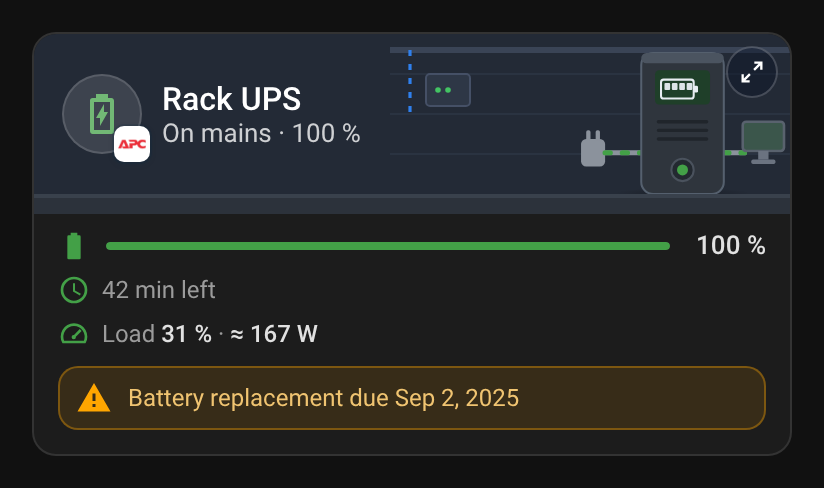 Rack UPS
APC
On mains · 100 %
100 %
42 min left
Load 31 % · ≈ 167 W
Battery replacement due Sep 2, 2025